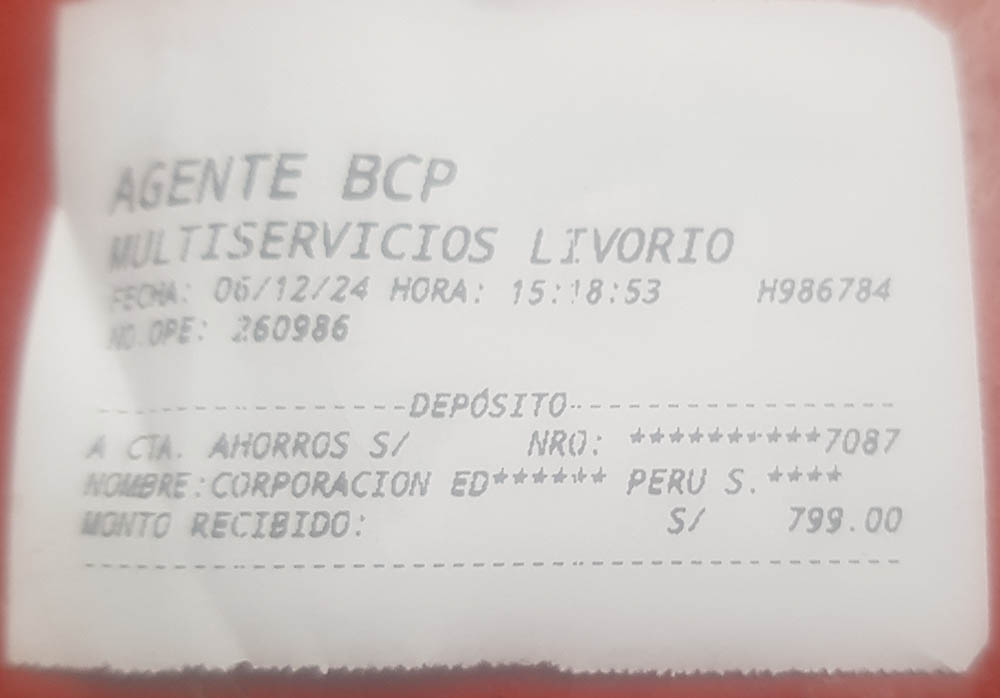 AGENTE BCP
MULTISERVICIOS LIVORIO
FECHA: 06/12/24 HORA: 15:18:53 H986784
NO.OPE: 260986
----------------DEPÓSITO-----------------
A CTA. AHORROS S/ NRO: **********7087
NOMBRE:CORPORACION ED****** PERU S.****
MONTO RECIBIDO: S/ 799.00